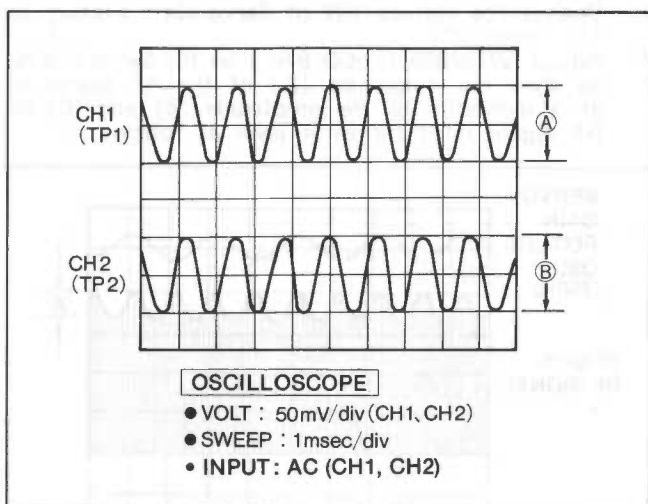 CH1
(TP1)
Ⓐ
CH2
(TP2)
Ⓑ
OSCILLOSCOPE
● VOLT : 50mV/div (CH1、CH2)
● SWEEP : 1msec/div
• INPUT : AC (CH1, CH2)